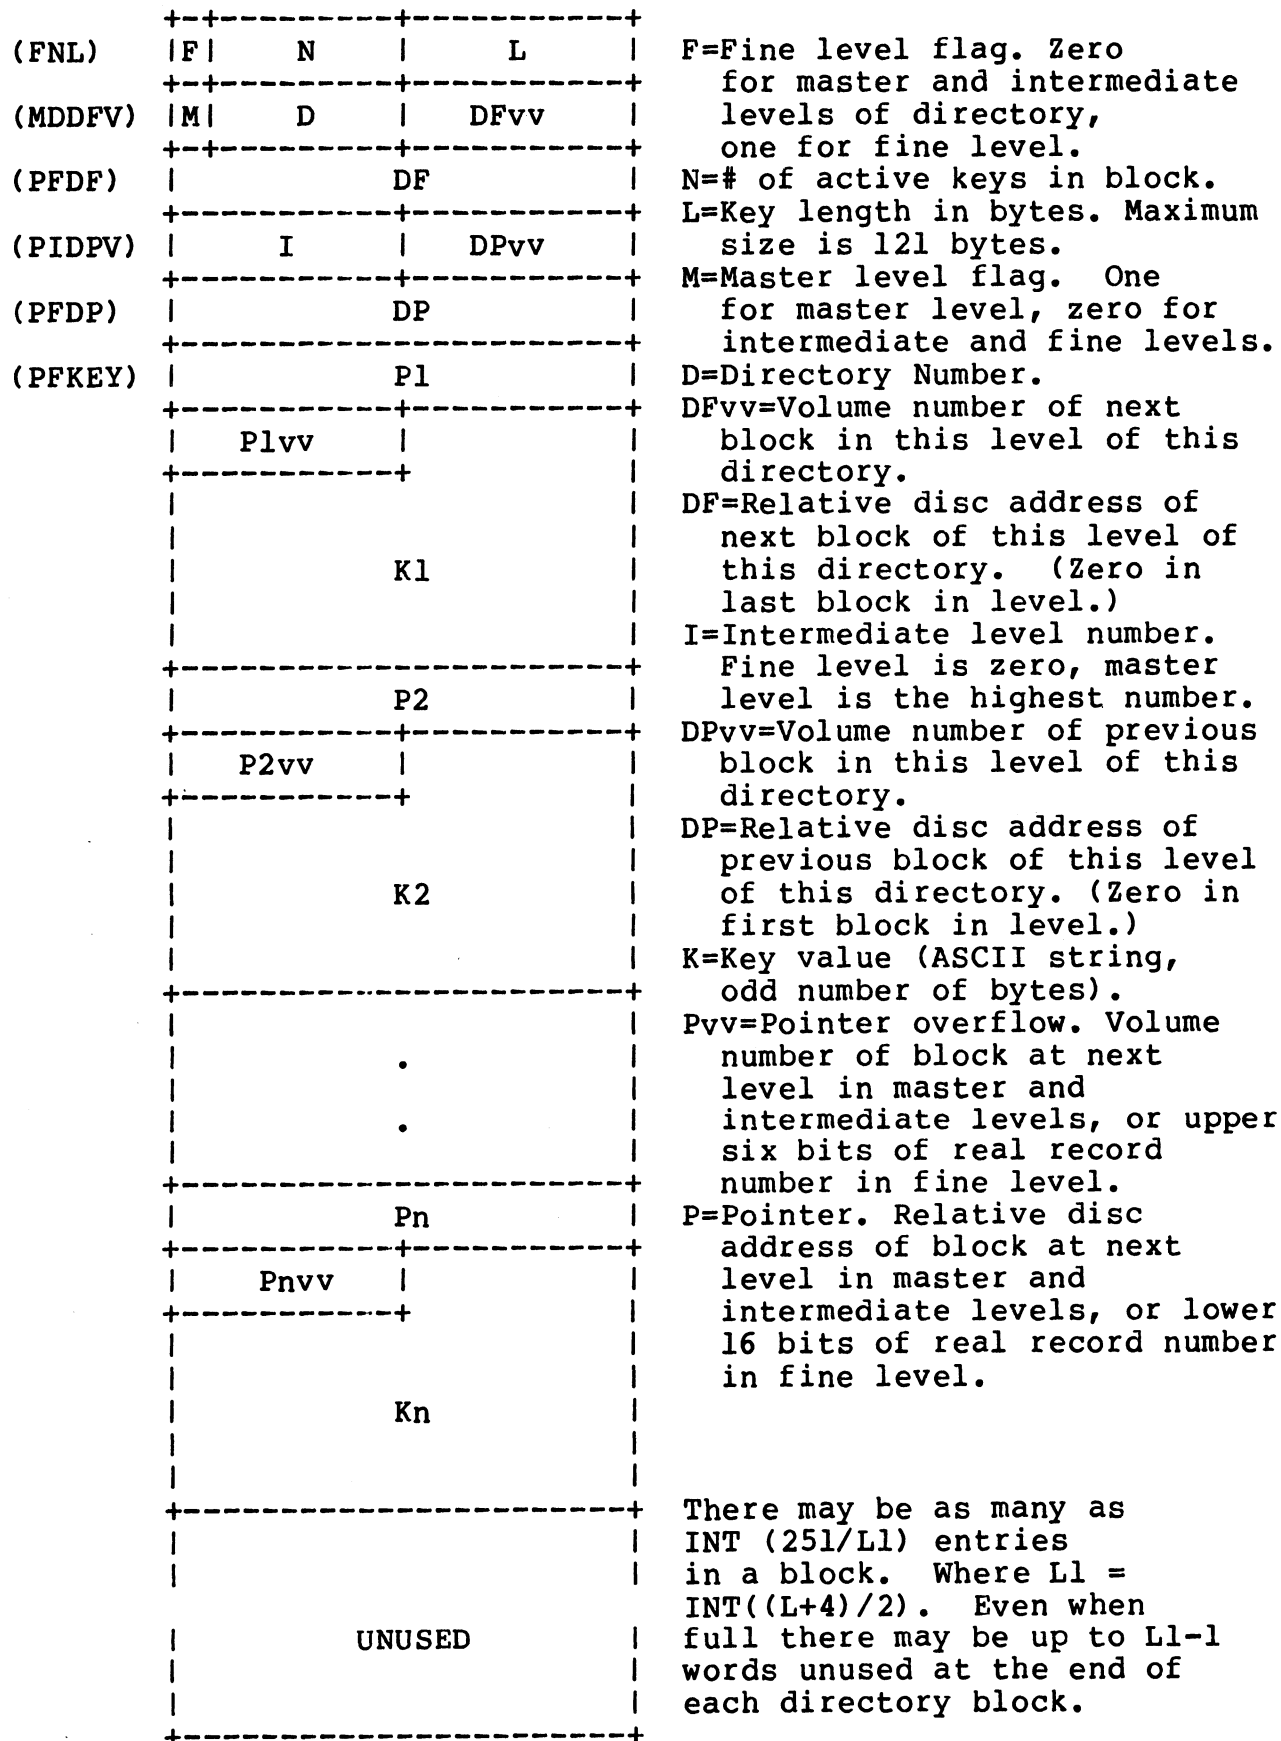 (FNL) |F| N | L |
(MDDFV) |M| D | DFvv |
(PFDF) | DF |
(PIDPV) | I | DPvv |
(PFDP) | DP |
(PFKEY) | P1 |
| P1vv |
K1
P2
| P2vv |
K2
.
.
Pn
| Pnvv |
Kn
UNUSED
F=Fine level flag. Zero
for master and intermediate
levels of directory,
one for fine level.
N=# of active keys in block.
L=Key length in bytes. Maximum
size is 121 bytes.
M=Master level flag. One
for master level, zero for
intermediate and fine levels.
D=Directory Number.
DFvv=Volume number of next
block in this level of this
directory.
DF=Relative disc address of
next block of this level of
this directory. (Zero in
last block in level.)
I=Intermediate level number.
Fine level is zero, master
level is the highest number.
DPvv=Volume number of previous
block in this level of this
directory.
DP=Relative disc address of
previous block of this level
of this directory. (Zero in
first block in level.)
K=Key value (ASCII string,
odd number of bytes).
Pvv=Pointer overflow. Volume
number of block at next
level in master and
intermediate levels, or upper
six bits of real record
number in fine level.
P=Pointer. Relative disc
address of block at next
level in master and
intermediate levels, or lower
16 bits of real record number
in fine level.
There may be as many as
INT (251/L1) entries
in a block. Where L1 =
INT((L+4)/2). Even when
full there may be up to L1-1
words unused at the end of
each directory block.